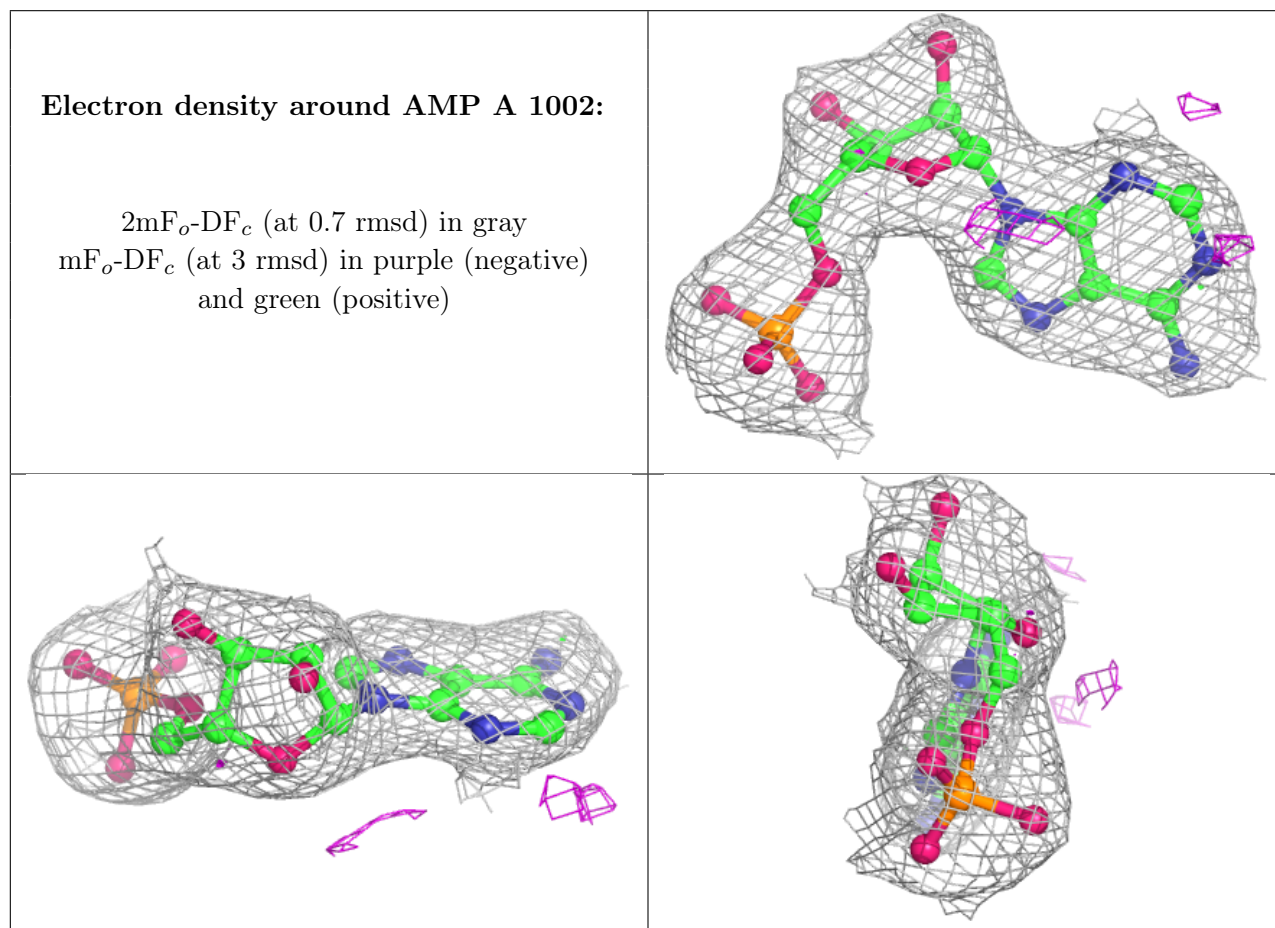 Electron density around AMP A 1002:
2mFo-DFc (at 0.7 rmsd) in gray
mFo-DFc (at 3 rmsd) in purple (negative)
and green (positive)